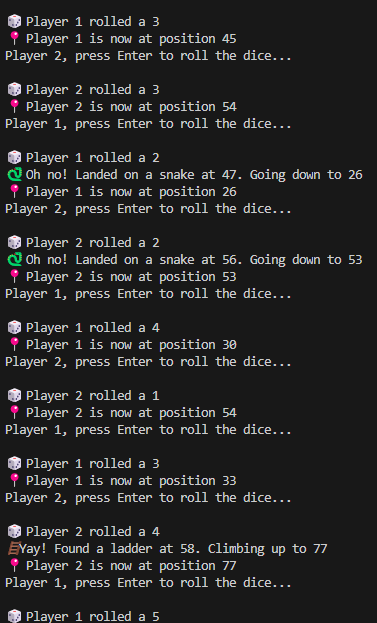 🎲 Player 1 rolled a 3
📍 Player 1 is now at position 45
Player 2, press Enter to roll the dice...
🎲 Player 2 rolled a 3
📍 Player 2 is now at position 54
Player 1, press Enter to roll the dice...
🎲 Player 1 rolled a 2
🐍 Oh no! Landed on a snake at 47. Going down to 26
📍 Player 1 is now at position 26
Player 2, press Enter to roll the dice...
🎲 Player 2 rolled a 2
🐍 Oh no! Landed on a snake at 56. Going down to 53
📍 Player 2 is now at position 53
Player 1, press Enter to roll the dice...
🎲 Player 1 rolled a 4
📍 Player 1 is now at position 30
Player 2, press Enter to roll the dice...
🎲 Player 2 rolled a 1
📍 Player 2 is now at position 54
Player 1, press Enter to roll the dice...
🎲 Player 1 rolled a 3
📍 Player 1 is now at position 33
Player 2, press Enter to roll the dice...
🎲 Player 2 rolled a 4
🪜Yay! Found a ladder at 58. Climbing up to 77
📍 Player 2 is now at position 77
Player 1, press Enter to roll the dice...
🎲 Player 1 rolled a 5